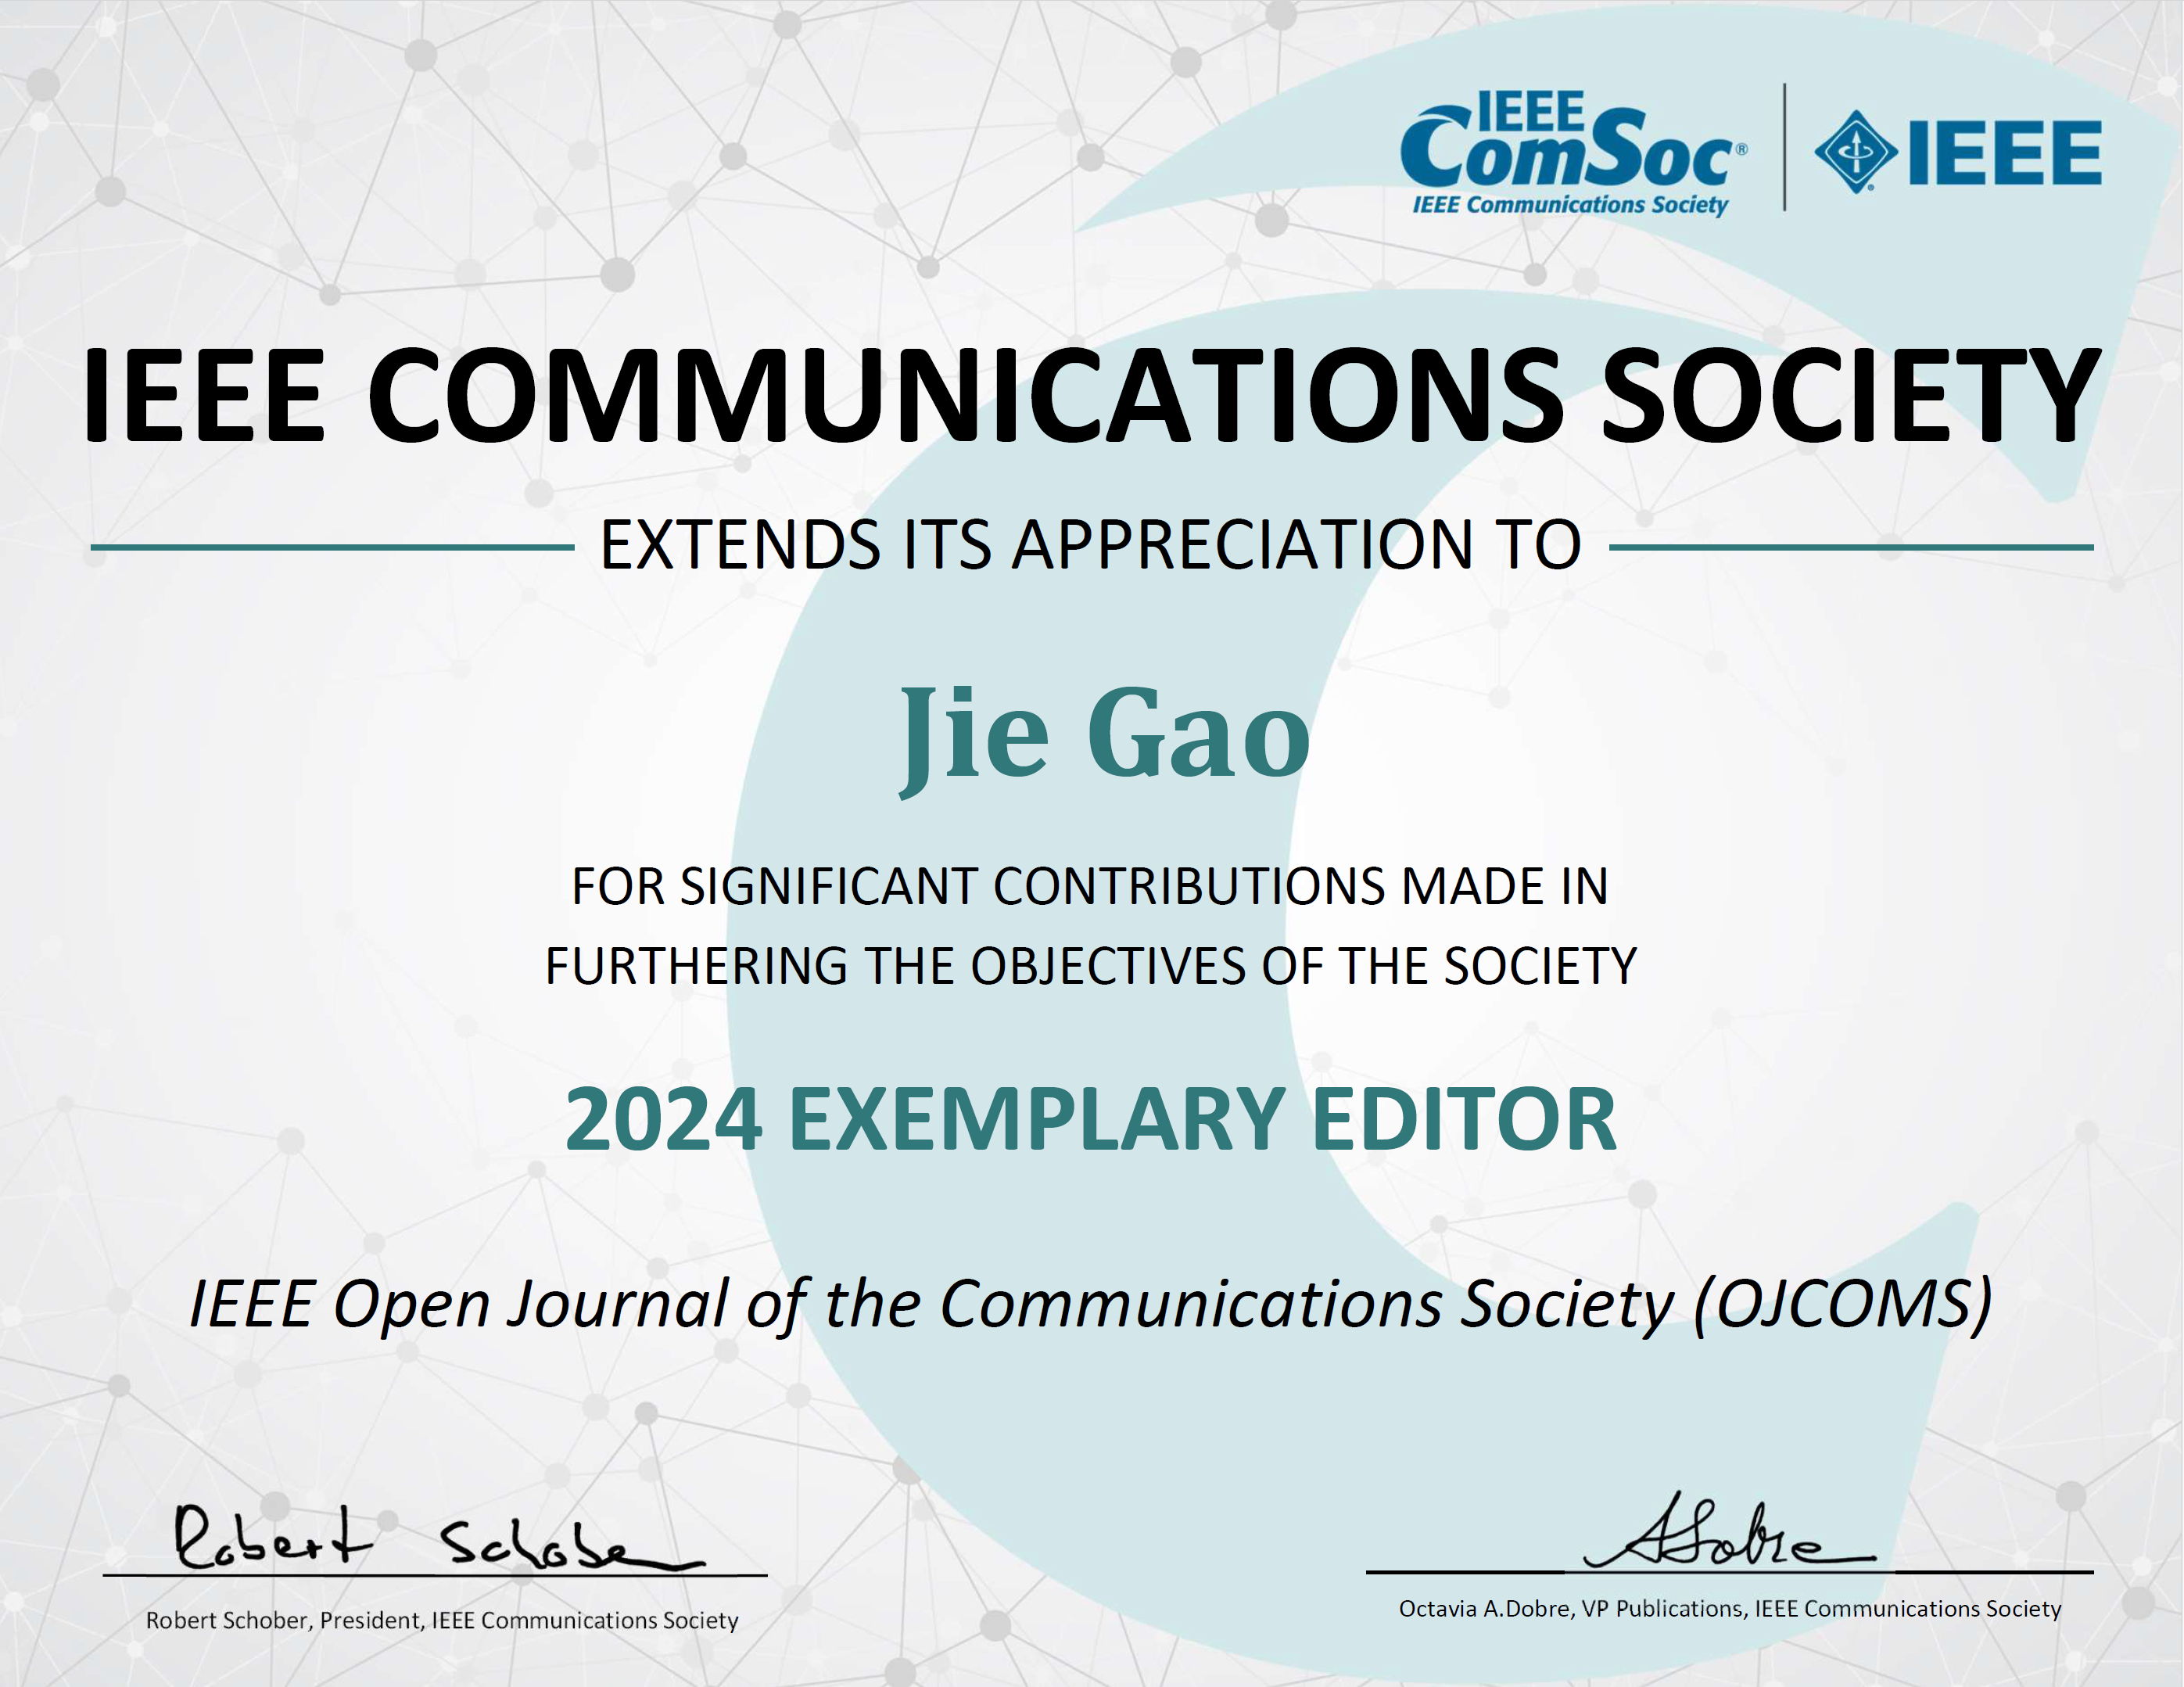 IEEE
ComSoc®
IEEE Communications Society
IEEE
IEEE COMMUNICATIONS SOCIETY
EXTENDS ITS APPRECIATION TO
Jie Gao
FOR SIGNIFICANT CONTRIBUTIONS MADE IN
FURTHERING THE OBJECTIVES OF THE SOCIETY
2024 EXEMPLARY EDITOR
IEEE Open Journal of the Communications Society (OJCOMS)
Robert Schober
ADobre
Robert Schober, President, IEEE Communications Society
Octavia A.Dobre, VP Publications, IEEE Communications Society